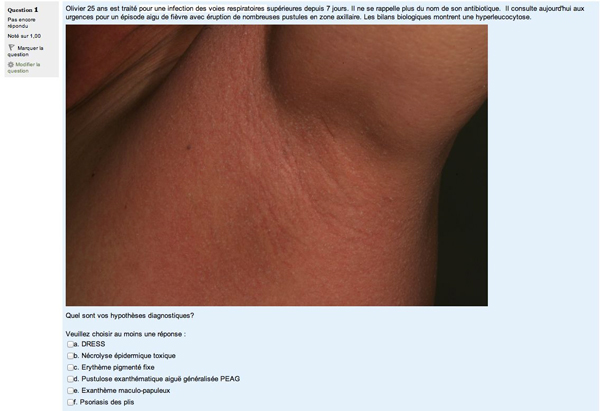 Question 1
Pas encore
répondu
Noté sur 1,00
Marquer la
question
Modifier la
question
Olivier 25 ans est traité pour une infection des voies respiratoires supérieures depuis 7 jours. Il ne se rappelle plus du nom de son antibiotique. Il consulte aujourd'hui aux
urgences pour un épisode aigu de fièvre avec éruption de nombreuses pustules en zone axillaire. Les bilans biologiques montrent une hyperleucocytose.
Quel sont vos hypothèses diagnostiques?
Veuillez choisir au moins une réponse :
a. DRESS
b. Nécrolyse épidermique toxique
c. Erythème pigmenté fixe
d. Pustulose exanthématique aiguë généralisée PEAG
e. Exanthème maculo-papuleux
f. Psoriasis des plis